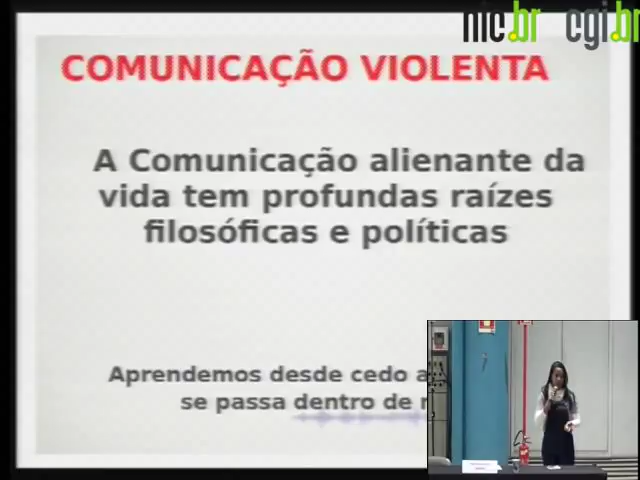 nic.br cgi.br
COMUNICAÇÃO VIOLENTA
A Comunicação alienante da
vida tem profundas raízes
filosóficas e políticas
Aprendemos desde cedo a
se passa dentro de